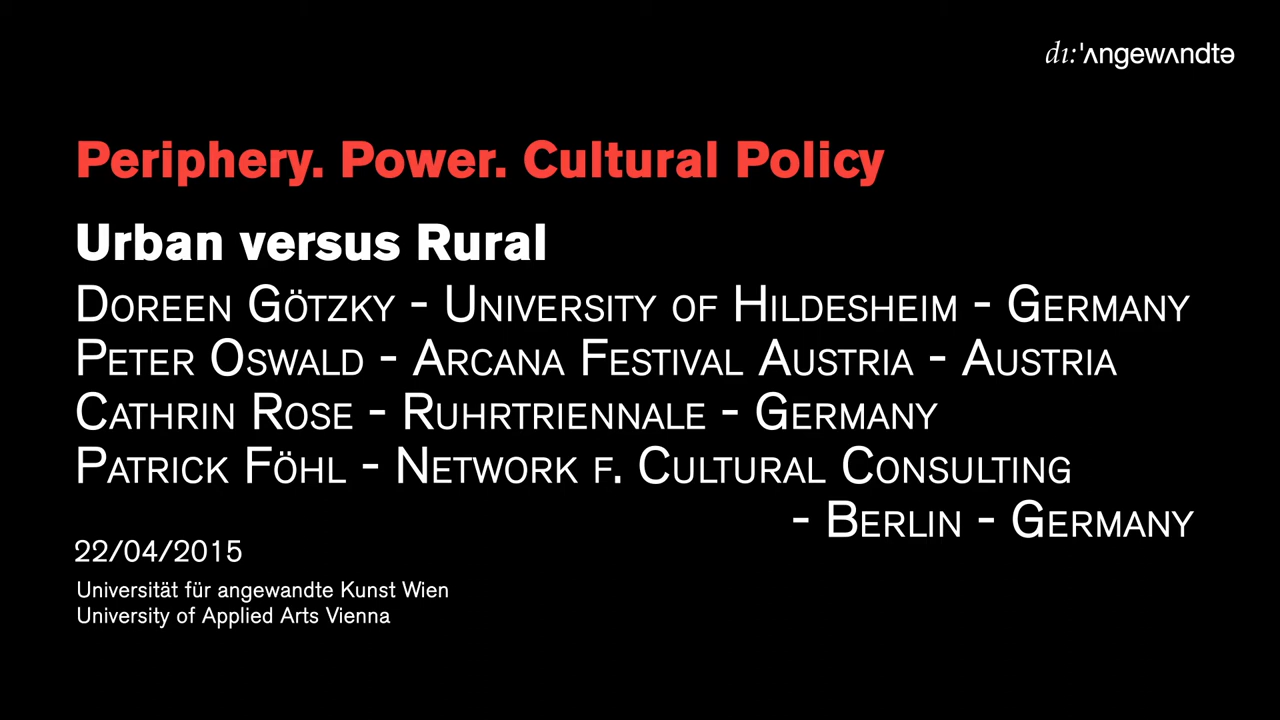 dı:'ʌngewʌndtə
Periphery. Power. Cultural Policy
Urban versus Rural
Doreen Götzky - University of Hildesheim - Germany
Peter Oswald - Arcana Festival Austria - Austria
Cathrin Rose - Ruhrtriennale - Germany
Patrick Föhl - Network f. Cultural Consulting
- Berlin - Germany
22/04/2015
Universität für angewandte Kunst Wien
University of Applied Arts Vienna